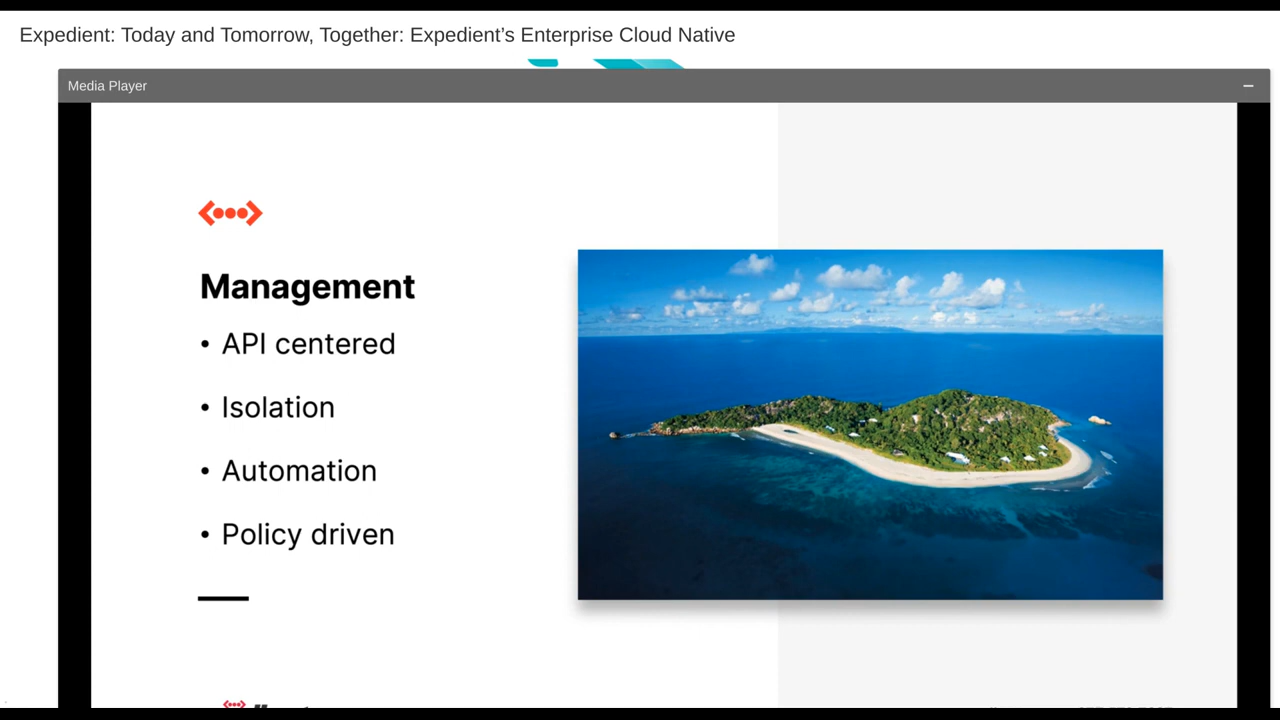 Expedient: Today and Tomorrow, Together: Expedient’s Enterprise Cloud Native
Media Player
Management
• API centered
• Isolation
• Automation
• Policy driven